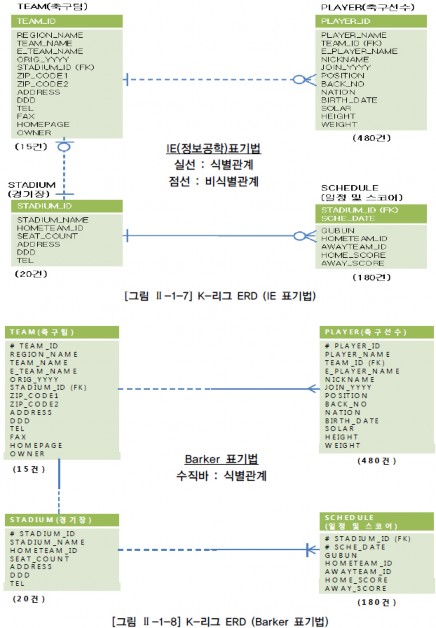 TEAM(축구팀)
TEAM_ID
REGION_NAME
TEAM_NAME
E_TEAM_NAME
ORIG_YYYY
STADIUM_ID (FK)
ZIP_CODE1
ZIP_CODE2
ADDRESS
DDD
TEL
FAX
HOMEPAGE
OWNER
(15건)
PLAYER(축구선수)
PLAYER_ID
PLAYER_NAME
TEAM_ID (FK)
E_PLAYER_NAME
NICKNAME
JOIN_YYYY
POSITION
BACK_NO
NATION
BIRTH_DATE
SOLAR
HEIGHT
WEIGHT
(480건)
IE(정보공학)표기법
실선 : 식별관계
점선 : 비식별관계
STADIUM
(경기장)
STADIUM_ID
STADIUM_NAME
HOMETEAM_ID
SEAT_COUNT
ADDRESS
DDD
TEL
(20건)
SCHEDULE
(일정 및 스코어)
STADIUM_ID (FK)
SCHE_DATE
GUBUN
HOMETEAM_ID
AWAYTEAM_ID
HOME_SCORE
AWAY_SCORE
(180건)
[그림 Ⅱ-1-7] K-리그 ERD (IE 표기법)
TEAM(축구팀)
# TEAM_ID
REGION_NAME
TEAM_NAME
E_TEAM_NAME
ORIG_YYYY
STADIUM_ID (FK)
ZIP_CODE1
ZIP_CODE2
ADDRESS
DDD
TEL
FAX
HOMEPAGE
OWNER
(15건)
PLAYER(축구선수)
# PLAYER_ID
PLAYER_NAME
TEAM_ID (FK)
E_PLAYER_NAME
NICKNAME
JOIN_YYYY
POSITION
BACK_NO
NATION
BIRTH_DATE
SOLAR
HEIGHT
WEIGHT
(480건)
Barker 표기법
수직바 : 식별관계
STADIUM(경기장)
# STADIUM_ID
STADIUM_NAME
HOMETEAM_ID
SEAT_COUNT
ADDRESS
DDD
TEL
(20건)
SCHEDULE
(일정 및 스코어)
# STADIUM_ID (FK)
# SCHE_DATE
GUBUN
HOMETEAM_ID
AWAYTEAM_ID
HOME_SCORE
AWAY_SCORE
(180건)
[그림 Ⅱ-1-8] K-리그 ERD (Barker 표기법)